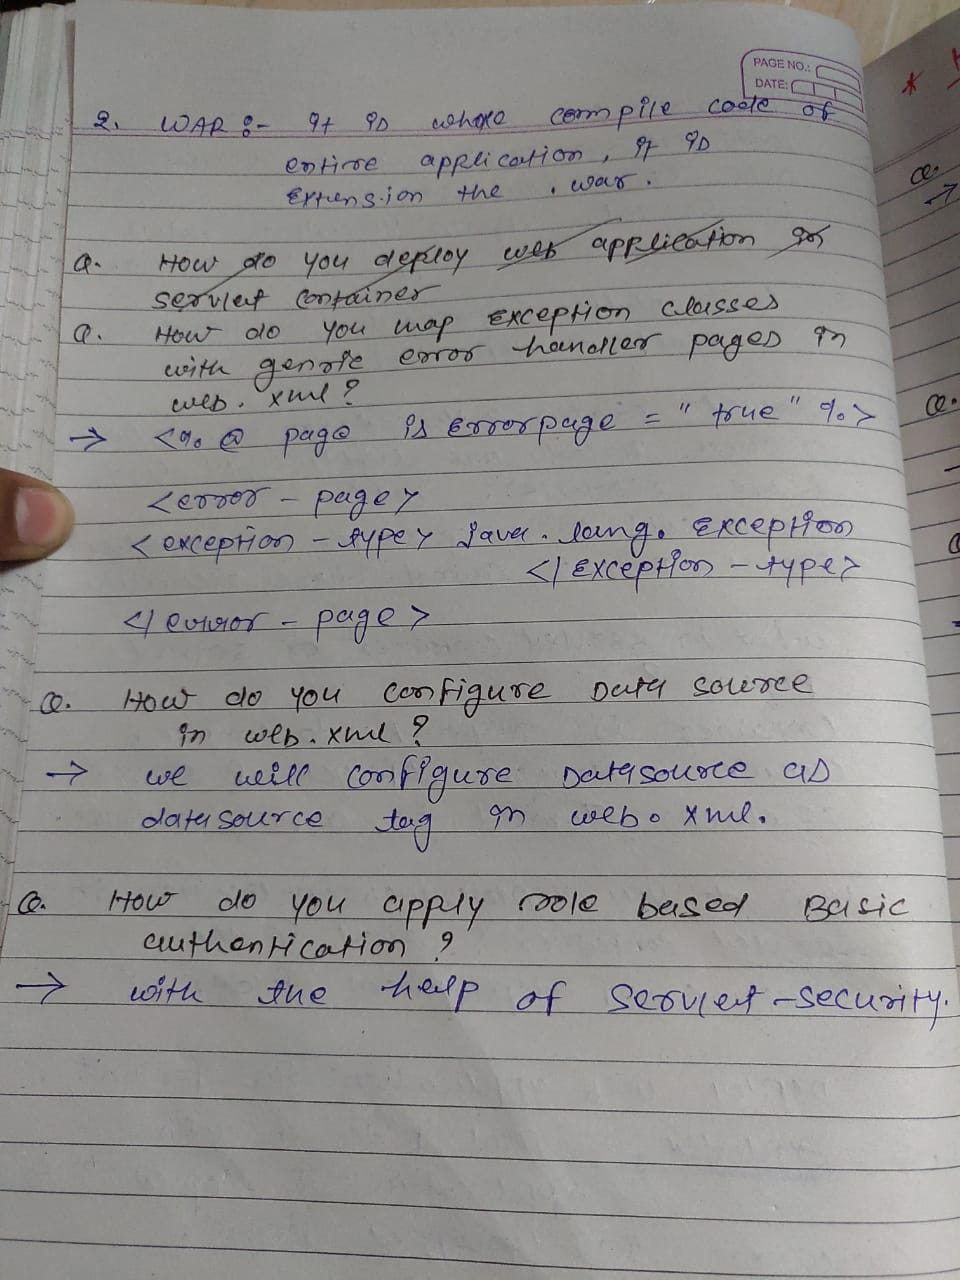 PAGE NO.:
DATE:
2. WAR :- It is whole compile code of
entire application, It is
Extension the .war.
Q. How do you deploy web application in
servlet container
Q. How do you map exception classes
with genric error handler pages in
web.xml?
→ <% @ page is Errorpage = "true" %>
<error-page>
<exception-type> Java.lang.Exception
</Exception-type>
</error-page>
Q. How do you configure Data source
in web.xml?
→ we will configure Datasource as
datasource tag in web.xml.
Q. How do you apply role based Basic
authentication?
→ with the help of servlet-security.